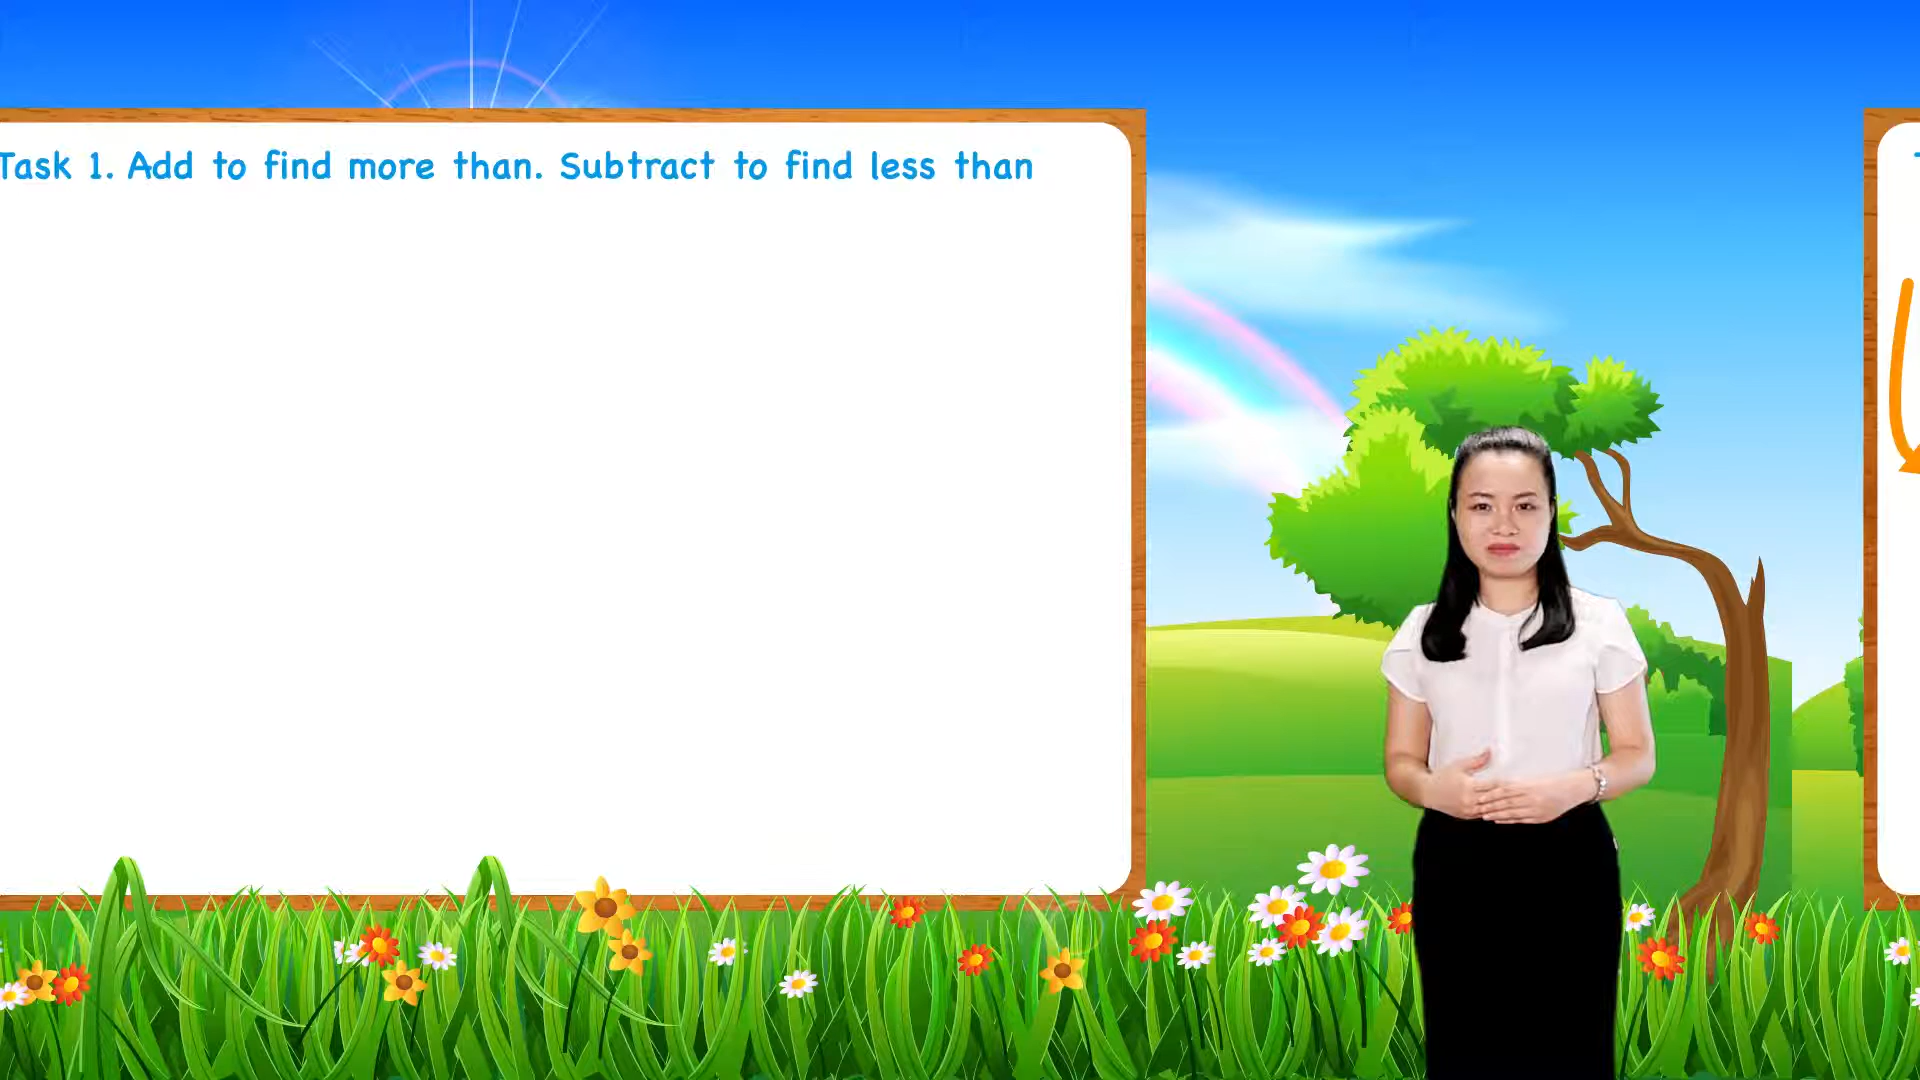 Task 1. Add to find more than. Subtract to find less than